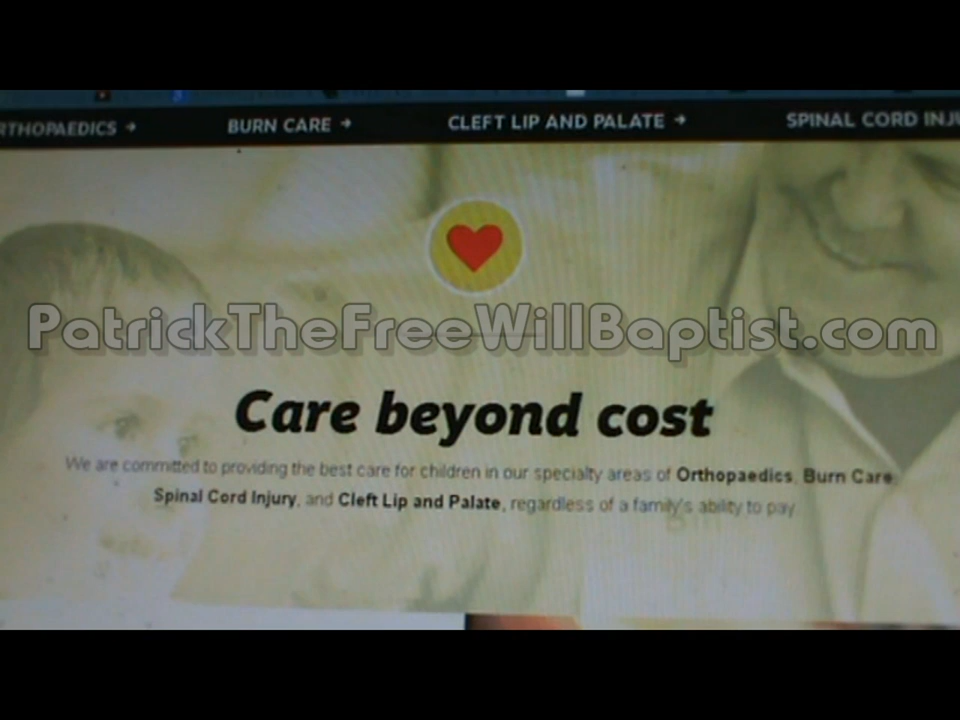 RTHOPAEDICS → BURN CARE → CLEFT LIP AND PALATE → SPINAL CORD INJU
PatrickTheFreeWillBaptist.com
Care beyond cost
We are committed to providing the best care for children in our specialty areas of Orthopaedics, Burn Care,
Spinal Cord Injury, and Cleft Lip and Palate, regardless of a family's ability to pay.